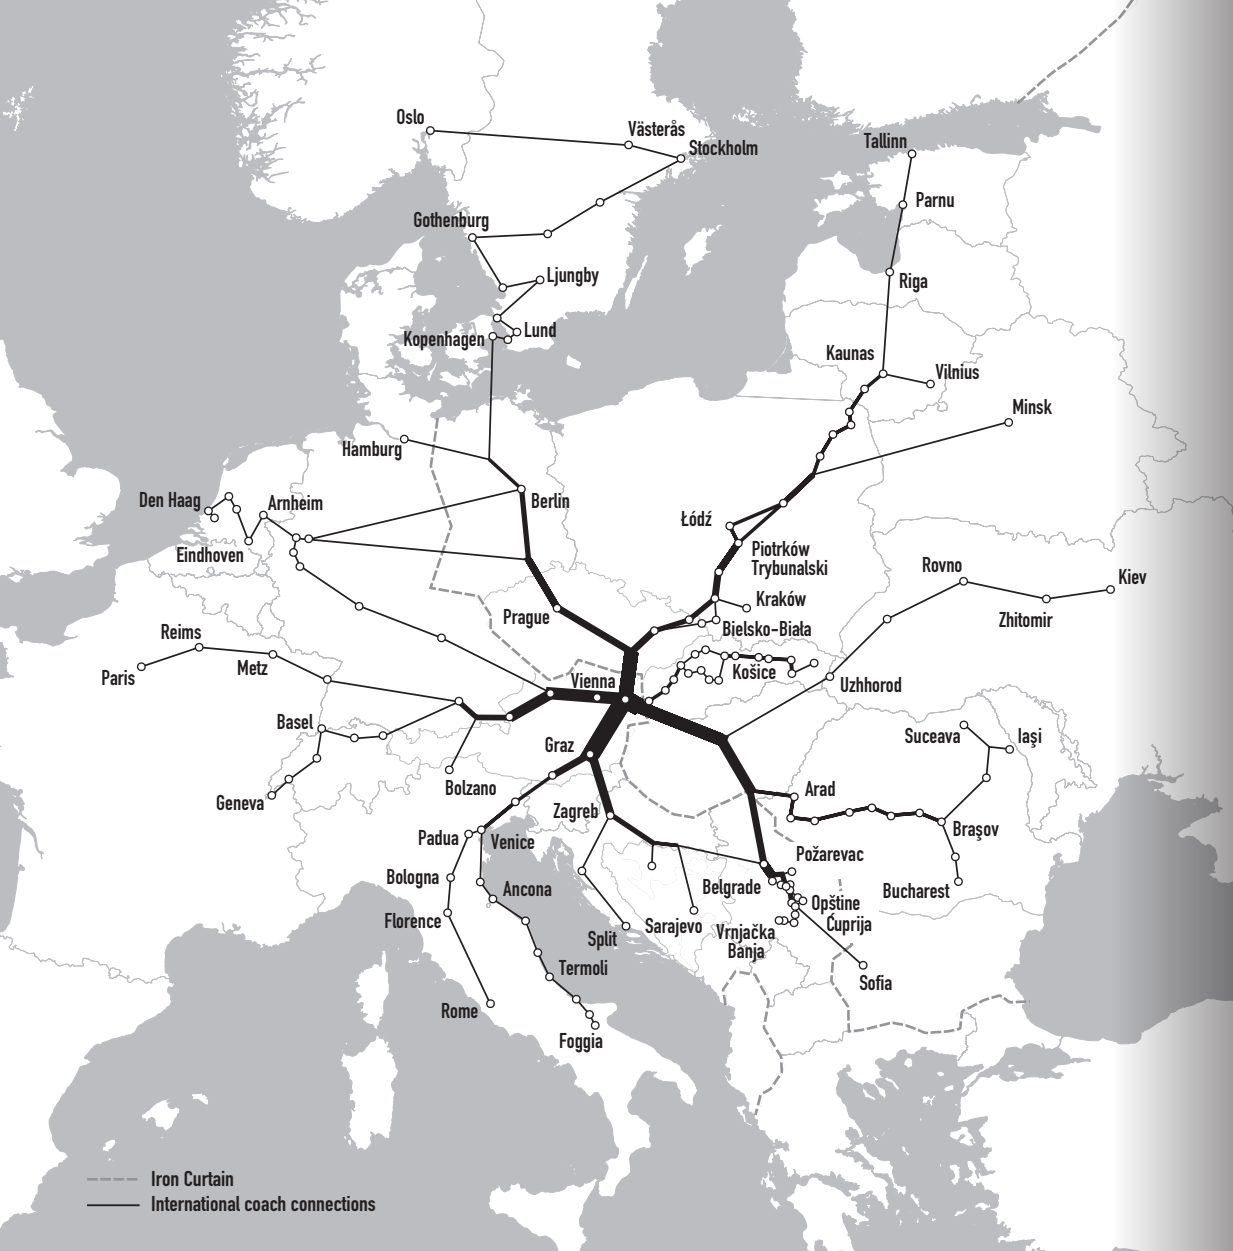 Oslo
Västerås
Stockholm
Tallinn
Parnu
Gothenburg
Ljungby
Riga
Lund
Kopenhagen
Kaunas
Vilnius
Minsk
Hamburg
Den Haag
Arnheim
Berlin
Łódź
Eindhoven
Piotrków
Trybunalski
Rovno
Kiev
Kraków
Zhitomir
Prague
Reims
Bielsko-Biała
Metz
Košice
Paris
Vienna
Uzhhorod
Basel
Suceava
Iaşi
Graz
Bolzano
Arad
Geneva
Zagreb
Braşov
Padua
Venice
Požarevac
Bologna
Ancona
Belgrade
Bucharest
Opštine
Florence
Sarajevo
Ćuprija
Split
Vrnjačka
Banja
Termoli
Sofia
Rome
Foggia
Iron Curtain
International coach connections